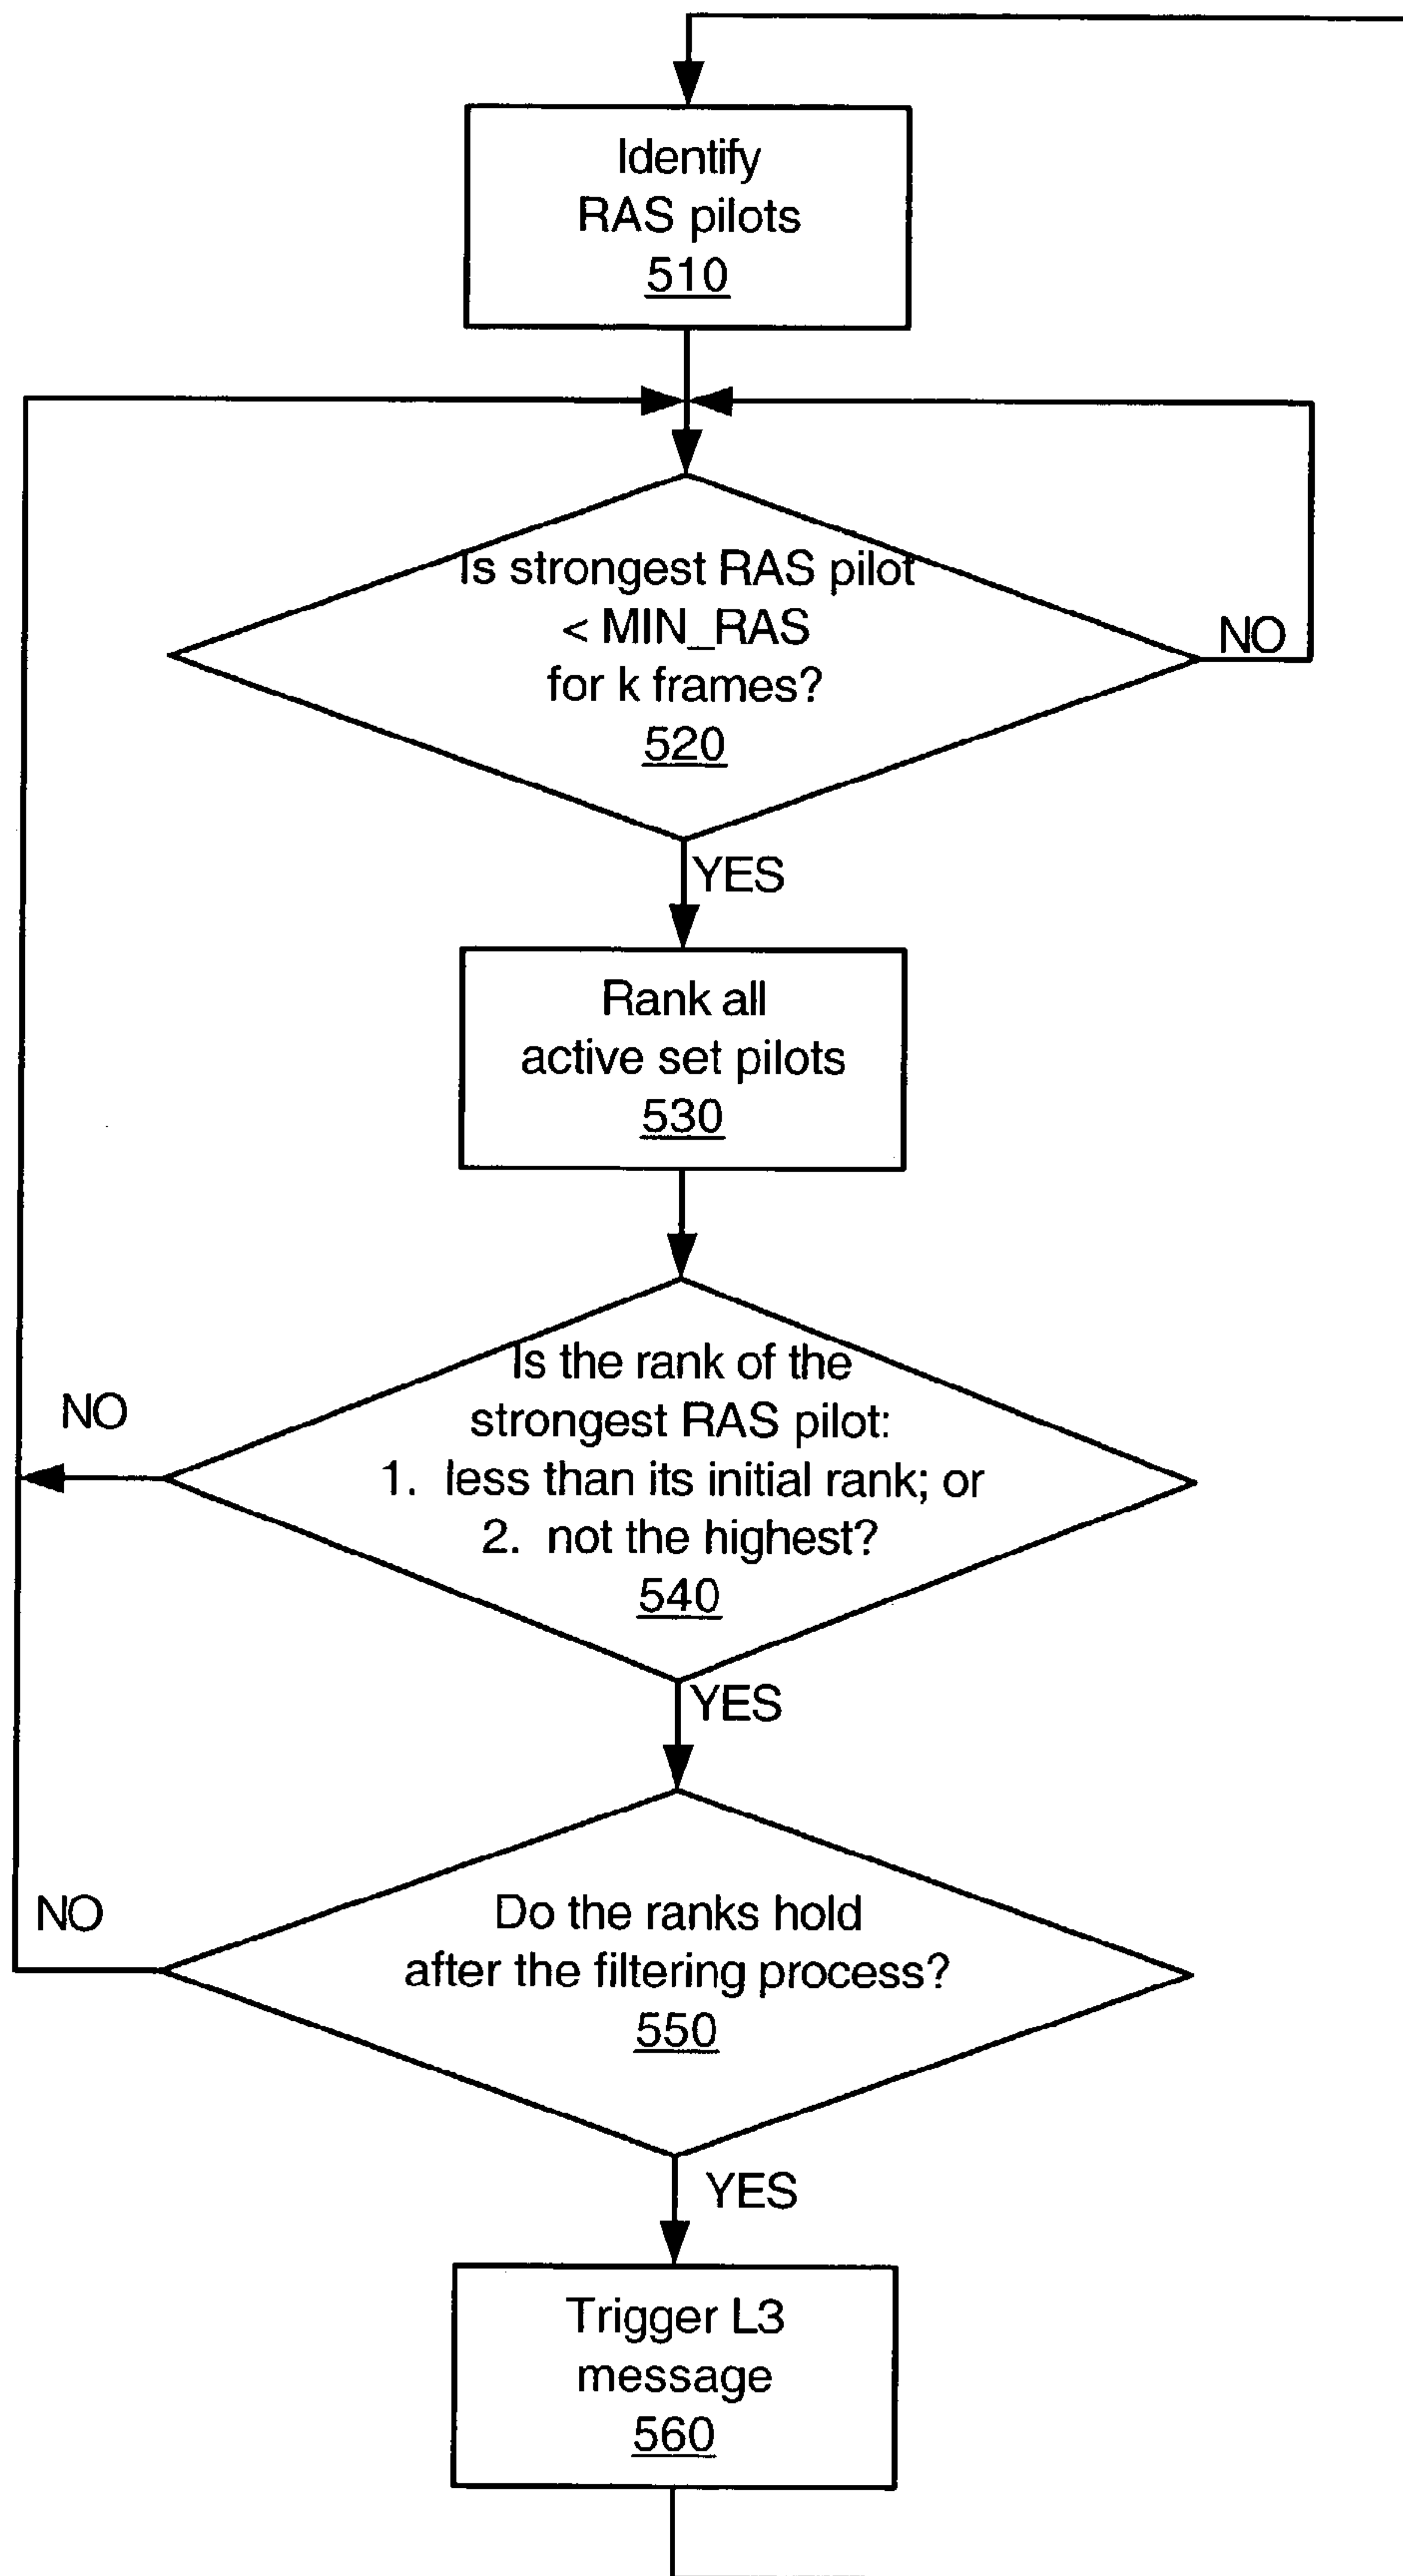 Identify
RAS pilots
510
Is strongest RAS pilot
< MIN_RAS
for k frames?
520
NO
YES
Rank all
active set pilots
530
Is the rank of the
strongest RAS pilot:
1. less than its initial rank; or
2. not the highest?
540
NO
YES
Do the ranks hold
after the filtering process?
550
NO
YES
Trigger L3
message
560